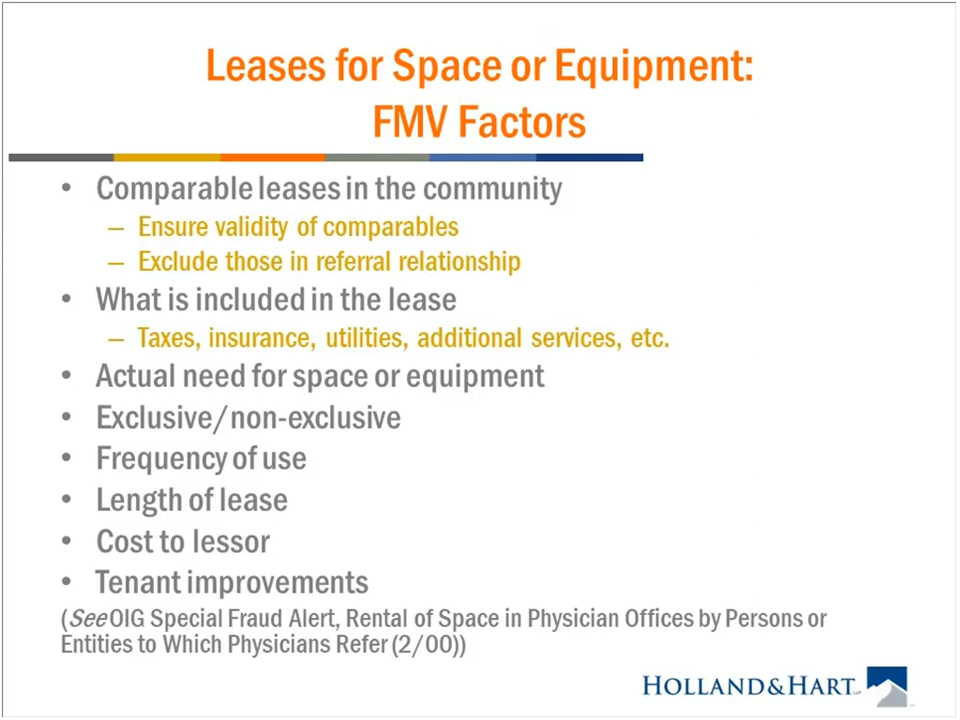 Leases for Space or Equipment:
FMV Factors
• Comparable leases in the community
– Ensure validity of comparables
– Exclude those in referral relationship
• What is included in the lease
– Taxes, insurance, utilities, additional services, etc.
• Actual need for space or equipment
• Exclusive/non-exclusive
• Frequency of use
• Length of lease
• Cost to lessor
• Tenant improvements
(See OIG Special Fraud Alert, Rental of Space in Physician Offices by Persons or
Entities to Which Physicians Refer (2/00))
HOLLAND&HART LLP